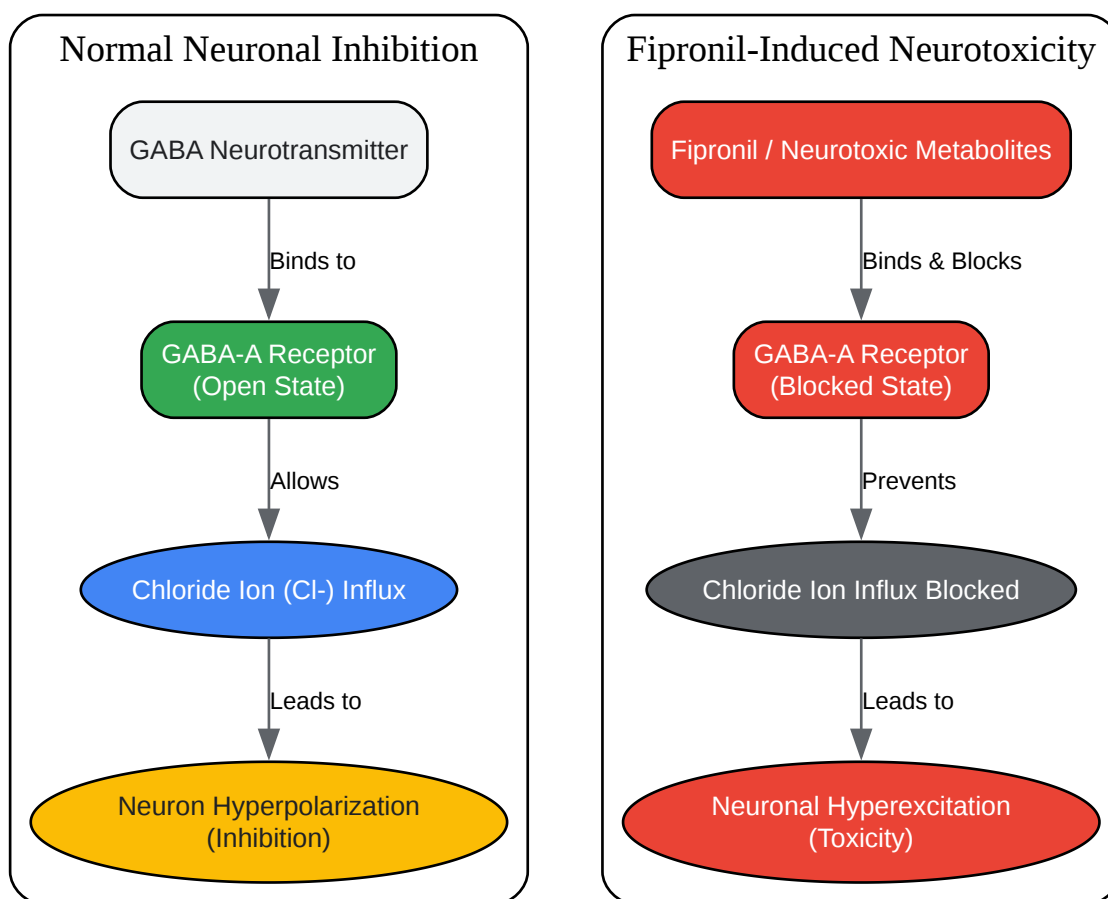 Normal Neuronal Inhibition
GABA Neurotransmitter
Binds to
GABA-A Receptor
(Open State)
Allows
Chloride Ion (Cl-) Influx
Leads to
Neuron Hyperpolarization
(Inhibition)
Fipronil-Induced Neurotoxicity
Fipronil / Neurotoxic Metabolites
Binds & Blocks
GABA-A Receptor
(Blocked State)
Prevents
Chloride Ion Influx Blocked
Leads to
Neuronal Hyperexcitation
(Toxicity)